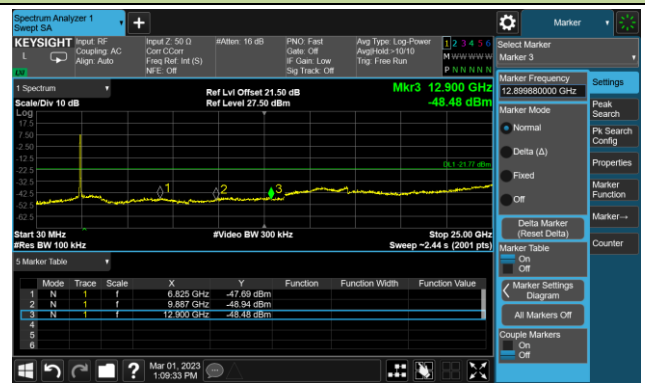 Spectrum Analyzer 1
Swept SA
Marker
KEYSIGHT
L
LU
Input: RF
Coupling: AC
Align: Auto
Input Z: 50 Ω
Corr CCorr
Freq Ref: Int (S)
NFE: Off
#Atten: 16 dB
PNO: Fast
Gate: Off
IF Gain: Low
Sig Track: Off
Avg Type: Log-Power
Avg|Hold:>10/10
Trig: Free Run
1 2 3 4 5 6
M W W W W W
P N N N N N
Select Marker
Marker 3
1 Spectrum
Scale/Div 10 dB
Ref Lvl Offset 21.50 dB
Ref Level 27.50 dBm
Mkr3 12.900 GHz
-48.48 dBm
Log
17.5
7.50
-2.50
-12.5
-22.5
-32.5
-42.5
-52.5
-62.5
DL1 -21.77 dBm
1
2
3
Start 30 MHz
#Res BW 100 kHz
#Video BW 300 kHz
Stop 25.00 GHz
Sweep ~2.44 s (2001 pts)
5 Marker Table
Mode Trace Scale X Y Function Function Width Function Value
1 N 1 f 6.825 GHz -47.69 dBm
2 N 1 f 9.887 GHz -48.94 dBm
3 N 1 f 12.900 GHz -48.48 dBm
4
5
6
Marker Frequency
12.899880000 GHz
Marker Mode
Normal
Delta (Δ)
Fixed
Off
Delta Marker
(Reset Delta)
Marker Table
On
Off
Marker Settings
Diagram
All Markers Off
Couple Markers
On
Off
Settings
Peak
Search
Pk Search
Config
Properties
Marker
Function
Marker→
Counter
?
Mar 01, 2023
1:09:33 PM